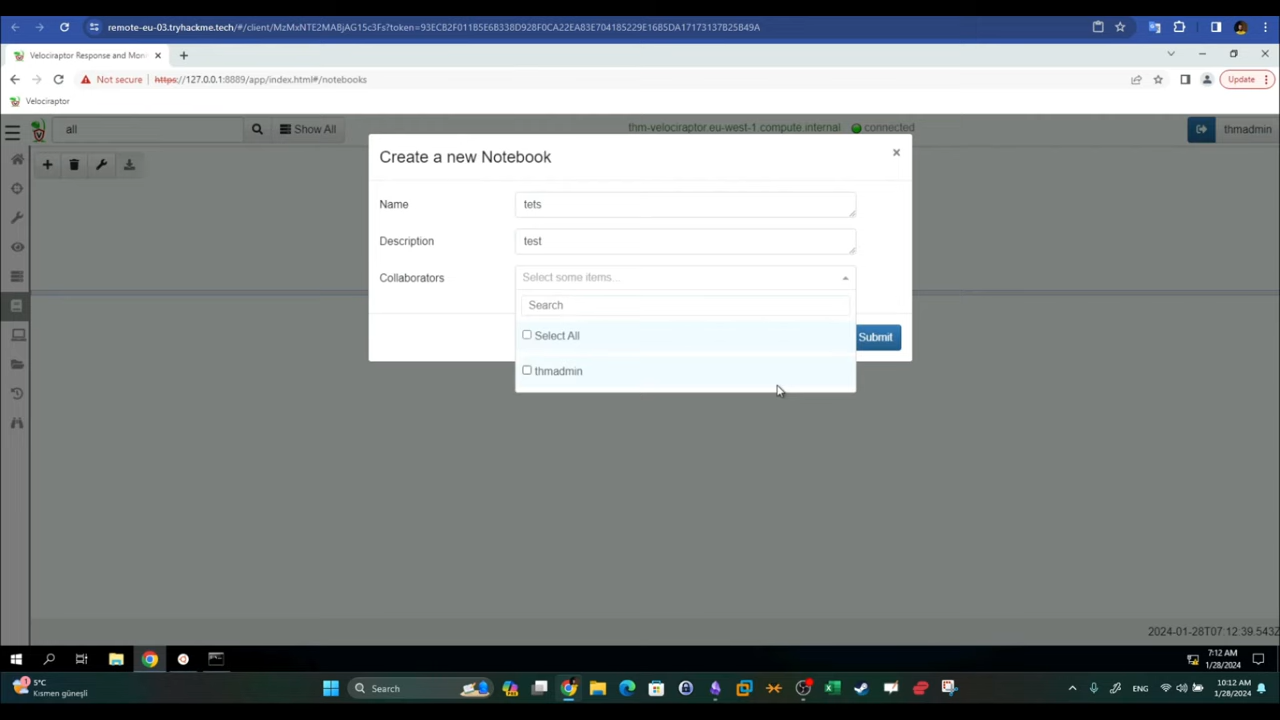 remote-eu-03.tryhackme.tech/#/client/MzMxNTE2MABjAG15c3Fs?token=93ECB2F011B5E6B338D928F0CA22EA83E704185229E16B5DA17173137B25B49A
Velociraptor Response and Mon
Not secure https://127.0.0.1:8889/app/index.html#/notebooks
Update
Velociraptor
all
Show All
thm-velociraptor.eu-west-1.compute.internal
connected
thmadmin
Create a new Notebook
Name
tets
Description
test
Collaborators
Select some items...
Search
Select All
Submit
thmadmin
2024-01-28T07:12:39.543Z
7:12 AM
1/28/2024
5°C
Kısmen güneşli
Search
ENG
10:12 AM
1/28/2024